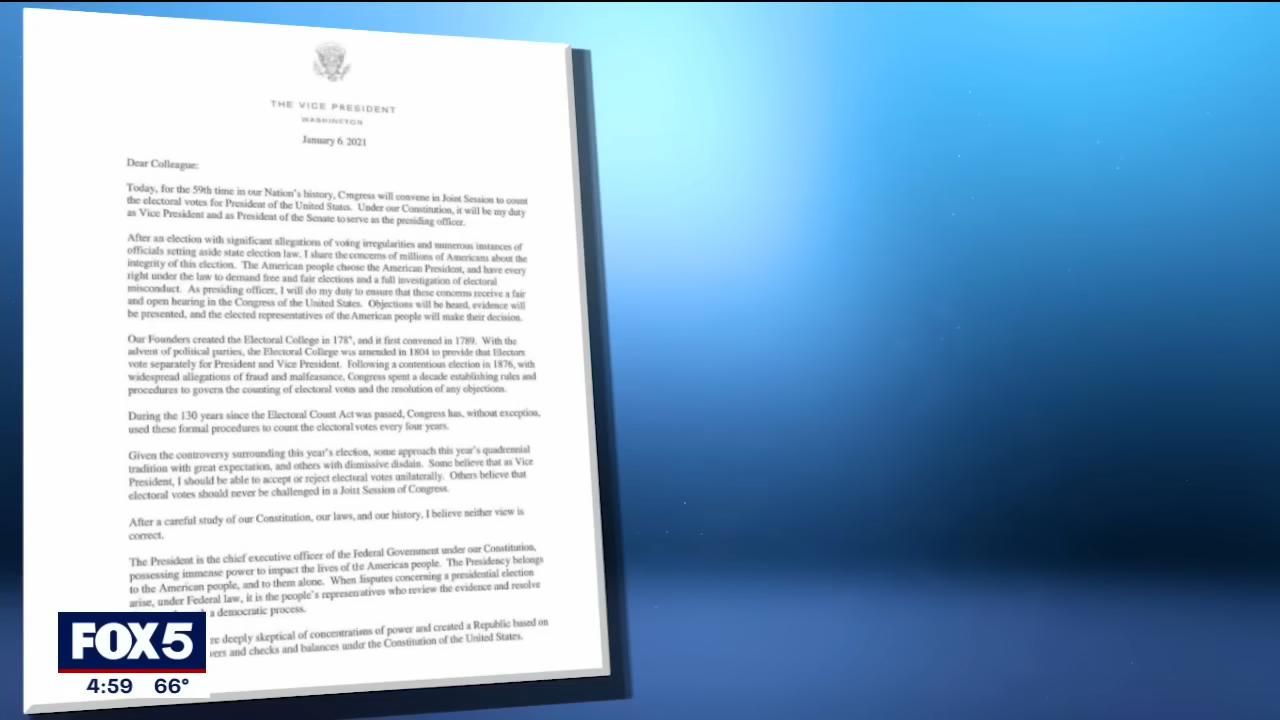 THE VICE PRESIDENT
WASHINGTON
January 6, 2021
Dear Colleague:
Today, for the 59th time in our Nation's history, Congress will convene in Joint Session to count
the electoral votes for President of the United States. Under our Constitution, it will be my duty
as Vice President and as President of the Senate to serve as the presiding officer.
After an election with significant allegations of voting irregularities and numerous instances of
officials setting aside state election law, I share the concerns of millions of Americans about the
integrity of this election. The American people choose the American President, and have every
right under the law to demand free and fair elections and a full investigation of electoral
misconduct. As presiding officer, I will do my duty to ensure that these concerns receive a fair
and open hearing in the Congress of the United States. Objections will be heard, evidence will
be presented, and the elected representatives of the American people will make their decision.
Our Founders created the Electoral College in and it first convened in 1789. With the
advent of political parties, the Electoral College was amended in 1804 to provide that Electors
vote separately for President and Vice President. Following a contentious election in 1876, with
widespread allegations of fraud and malfeasance, Congress spent a decade establishing rules and
procedures to govern the counting of electoral votes and the resolution of any objections.
During the 130 years since the Electoral Count Act was passed, Congress has, without exception,
used these formal procedures to count the electoral votes every four years.
Given the controversy surrounding this year's election, some approach this year's quadrennial
tradition with great expectation, and others with dismissive disdain. Some believe that as Vice
President, I should be able to accept or reject electoral votes unilaterally. Others believe that
electoral votes should never be challenged in a Joint Session of Congress.
After a careful study of our Constitution, our laws, and our history, I believe neither view is
correct.
The President is the chief executive officer of the Federal Government under our Constitution,
possessing immense power to impact the lives of the American people. The Presidency belongs
to the American people, and to them alone. When disputes concerning a presidential election
arise, under Federal law, it is the people's representatives who review the evidence and resolve
a democratic process.
re deeply skeptical of concentrations of power and created a Republic based on
wers and checks and balances under the Constitution of the United States.
FOX5
4:59 66°